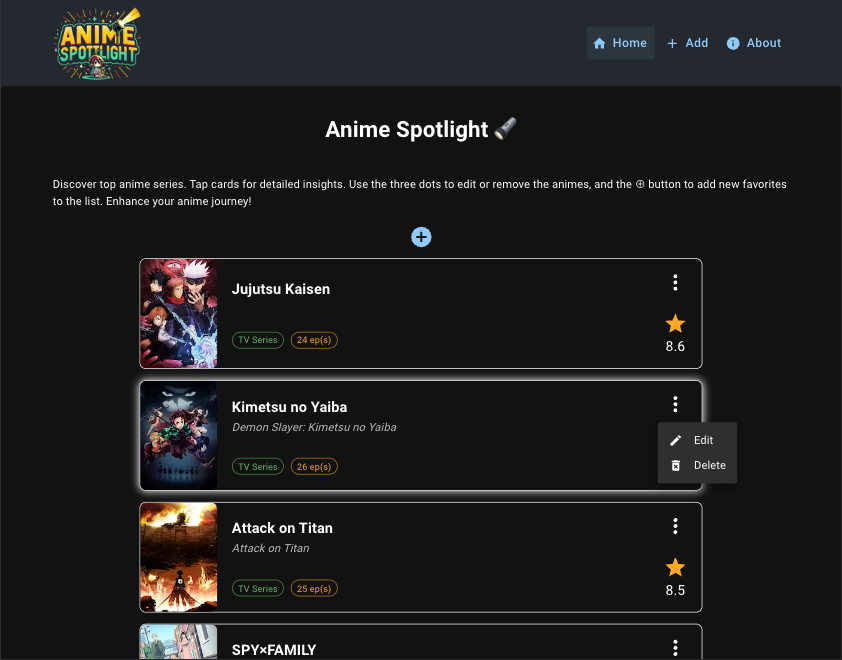 ANIME
SPOTLIGHT
Home
Add
About
Anime Spotlight
Discover top anime series. Tap cards for detailed insights. Use the three dots to edit or remove the animes, and the ⊕ button to add new favorites
to the list. Enhance your anime journey!
Jujutsu Kaisen
TV Series
24 ep(s)
8.6
Kimetsu no Yaiba
Demon Slayer: Kimetsu no Yaiba
TV Series
26 ep(s)
Edit
Delete
Attack on Titan
Attack on Titan
TV Series
25 ep(s)
8.5
SPY×FAMILY